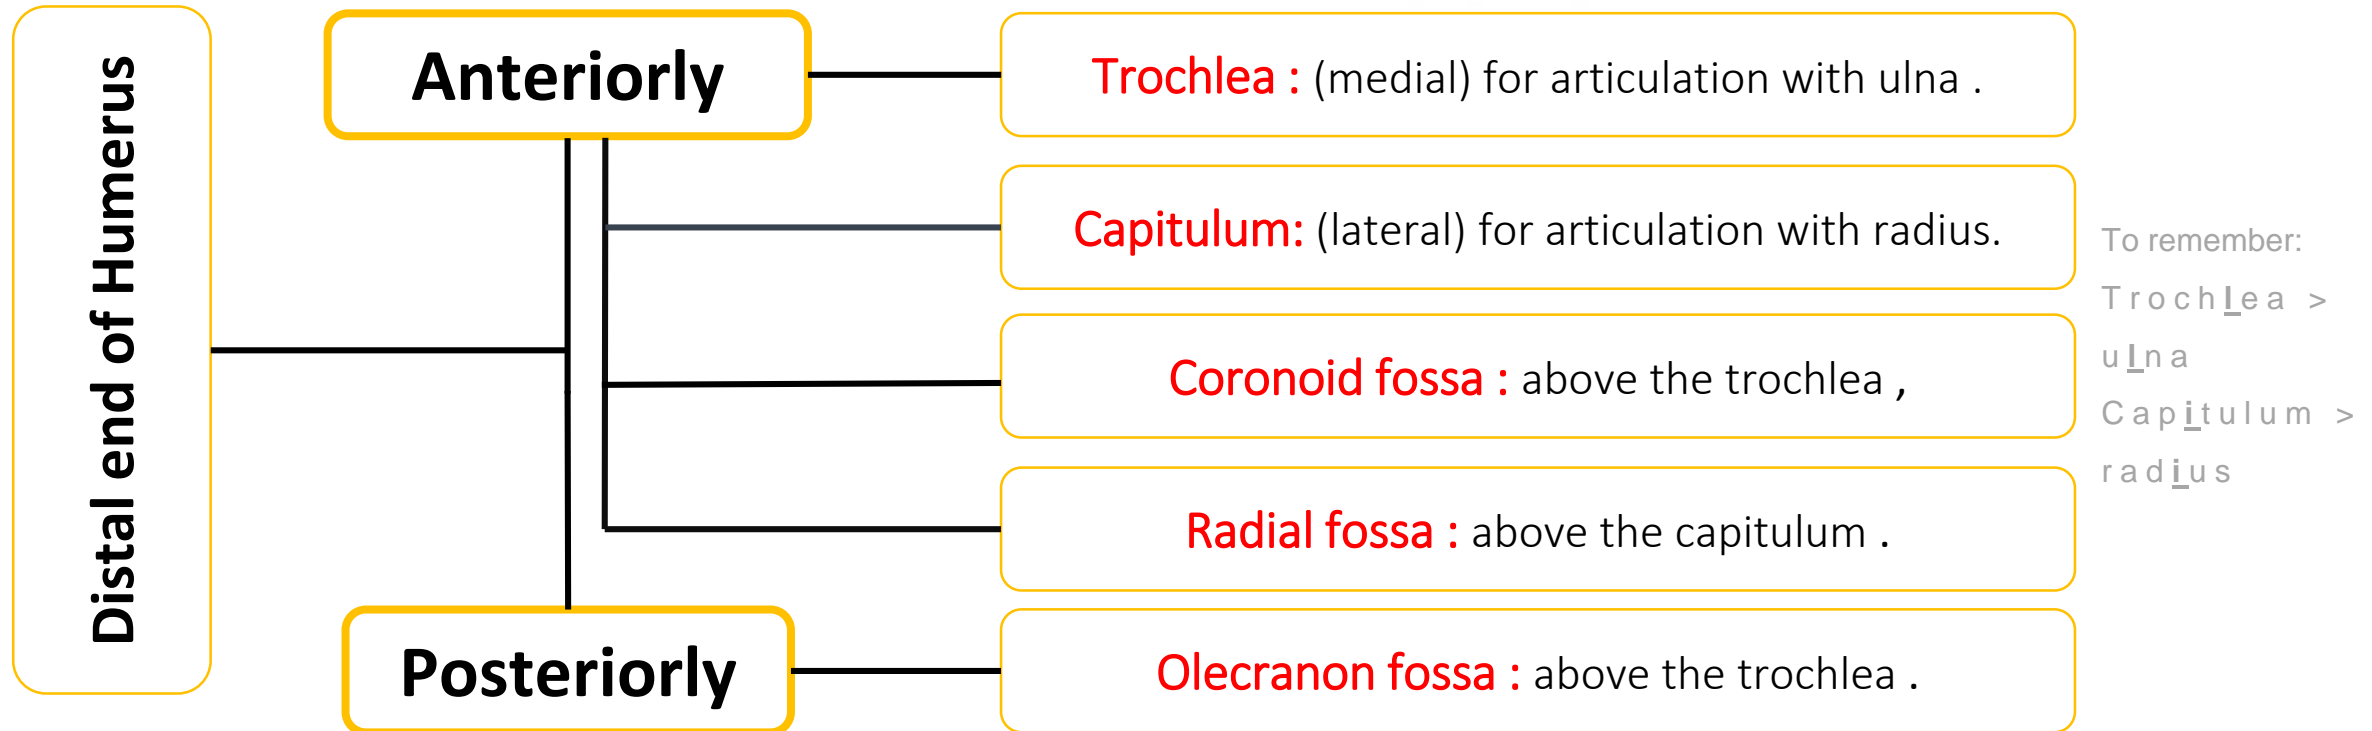 Distal end of Humerus
Anteriorly
Trochlea : (medial) for articulation with ulna .
Capitulum: (lateral) for articulation with radius.
Coronoid fossa : above the trochlea ,
Radial fossa : above the capitulum .
Posteriorly
Olecranon fossa : above the trochlea .
To remember:
Trochlea >
ulna
Capitulum >
radius